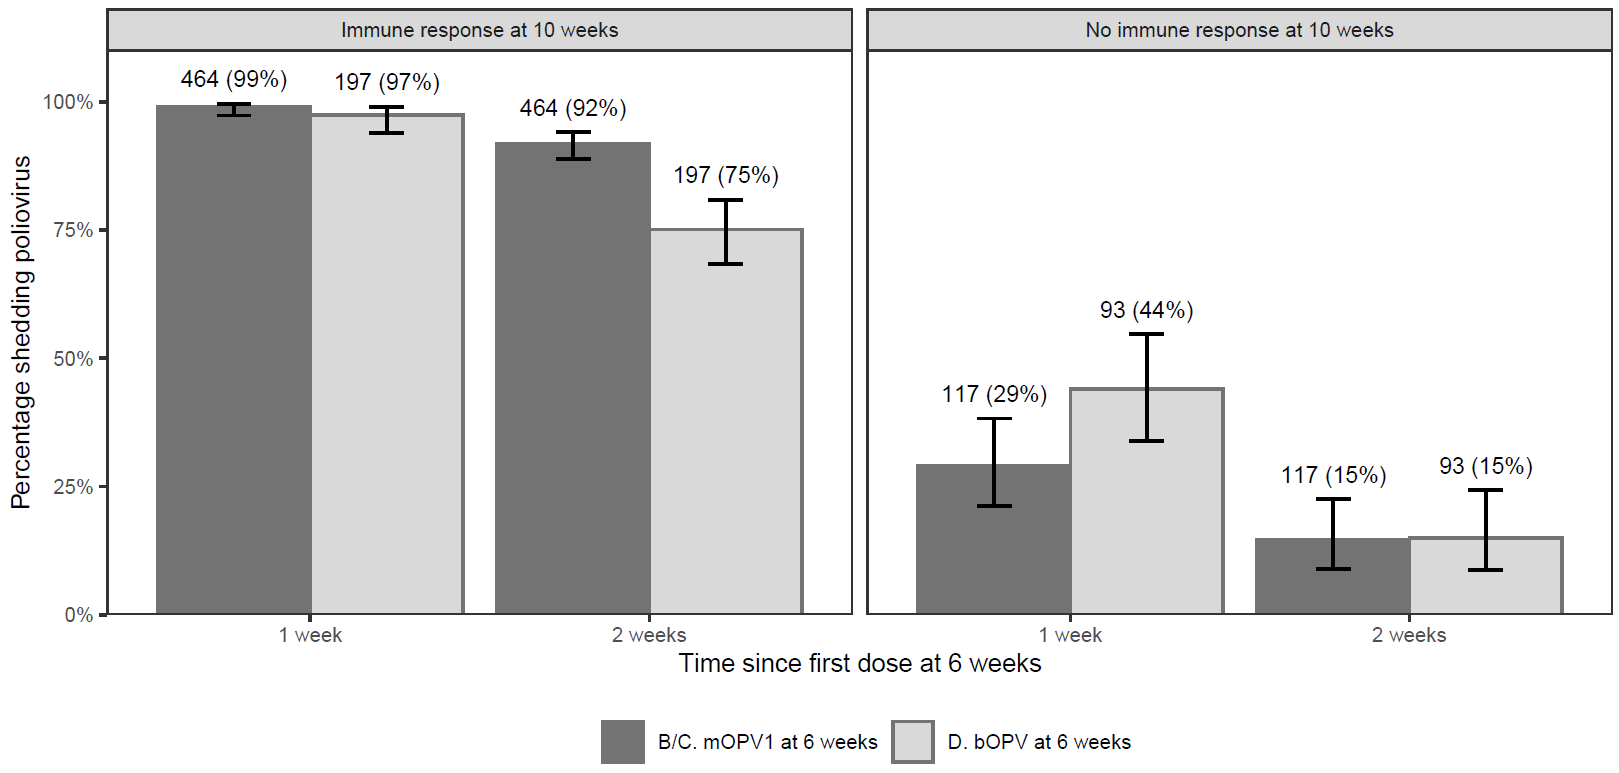 Immune response at 10 weeks
No immune response at 10 weeks
Percentage shedding poliovirus
100%
75%
50%
25%
0%
464 (99%)
197 (97%)
464 (92%)
197 (75%)
117 (29%)
93 (44%)
117 (15%)
93 (15%)
1 week
2 weeks
1 week
2 weeks
Time since first dose at 6 weeks
B/C. mOPV1 at 6 weeks
D. bOPV at 6 weeks